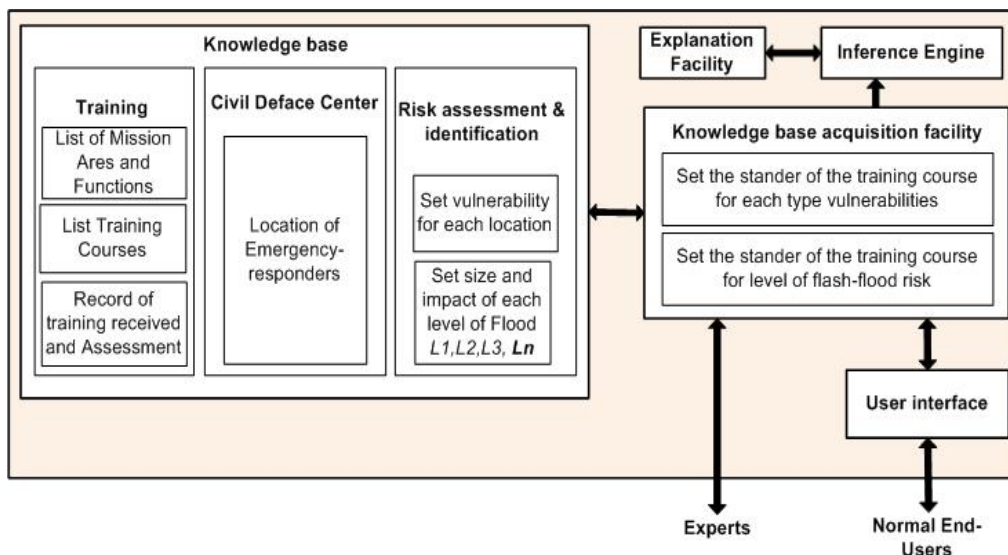 Knowledge base
Training
List of Mission
Ares and
Functions
List Training
Courses
Record of
training received
and Assessment
Civil Deface Center
Location of
Emergency-
responders
Risk assessment &
identification
Set vulnerability
for each location
Set size and
impact of each
level of Flood
L1,L2,L3, Ln
Explanation
Facility
Inference Engine
Knowledge base acquisition facility
Set the stander of the training course
for each type vulnerabilities
Set the stander of the training course
for level of flash-flood risk
User interface
Experts
Normal End-
Users